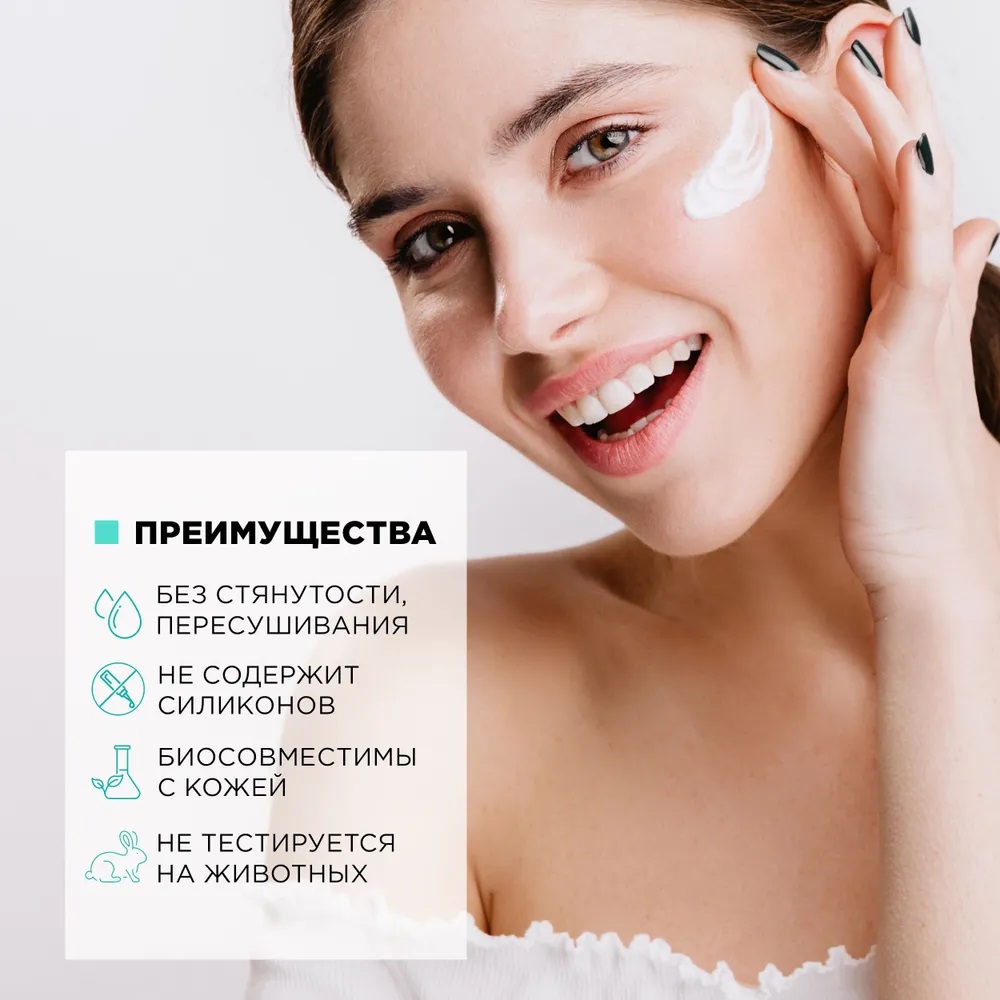 ПРЕИМУЩЕСТВА
БЕЗ СТЯНУТОСТИ,
ПЕРЕСУШИВАНИЯ
НЕ СОДЕРЖИТ
СИЛИКОНОВ
БИОСОВМЕСТИМЫ
С КОЖЕЙ
НЕ ТЕСТИРУЕТСЯ
НА ЖИВОТНЫХ